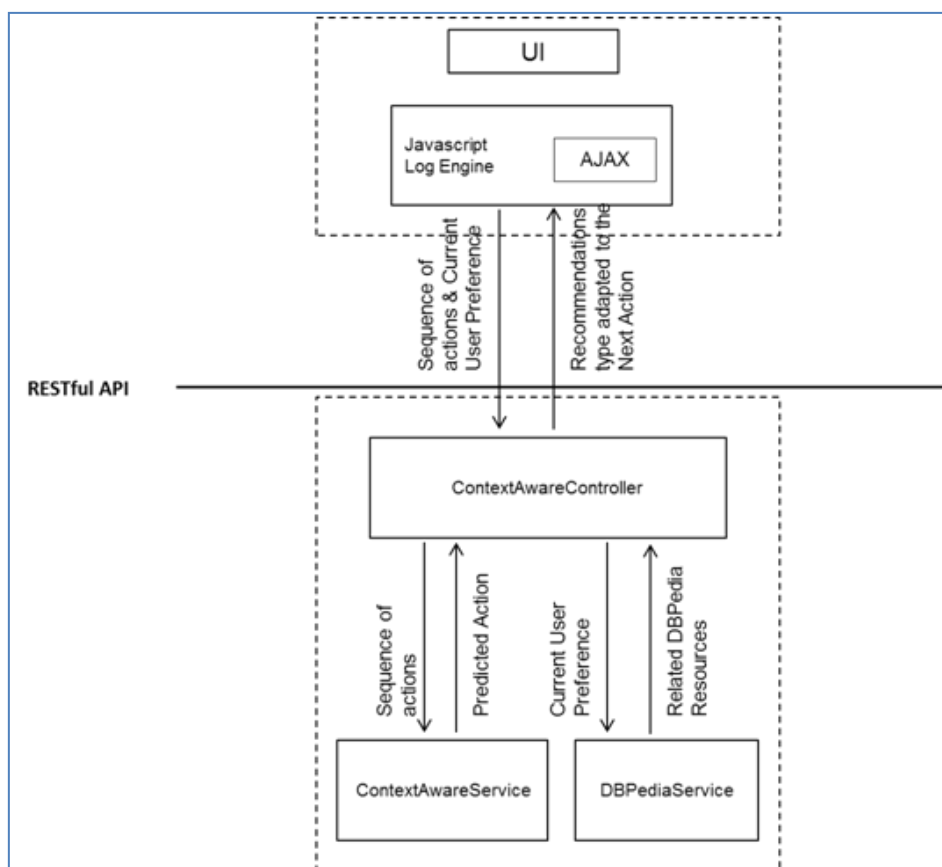 UI
Javascript
Log Engine
AJAX
Sequence of
actions & Current
User Preference
Recommendations
type adapted to the
Next Action
RESTful API
ContextAwareController
Sequence of
actions
Predicted Action
Current User
Preference
Related DBPedia
Resources
ContextAwareService
DBPediaService